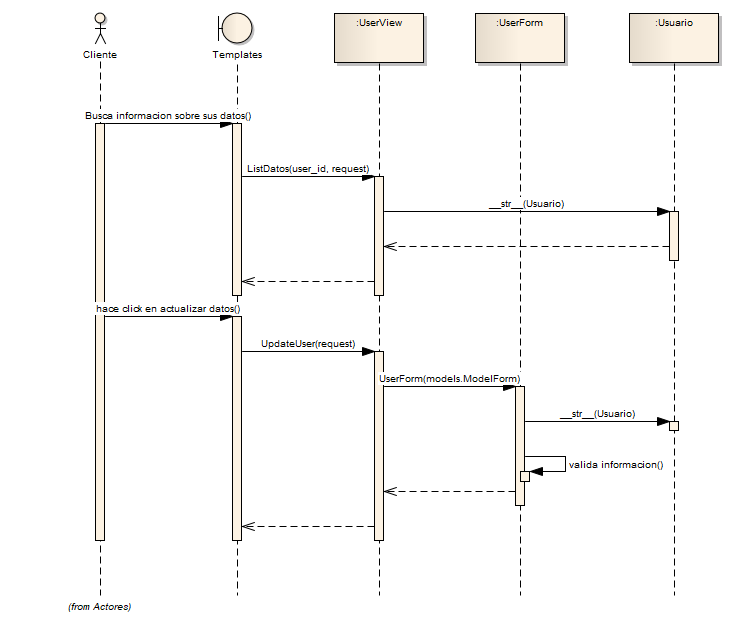 :UserView
:UserForm
:Usuario
Cliente
Templates
Busca informacion sobre sus datos()
ListDatos(user_id, request)
__str__(Usuario)
hace click en actualizar datos()
UpdateUser(request)
UserForm(models.ModelForm)
__str__(Usuario)
valida informacion()
(from Actores)